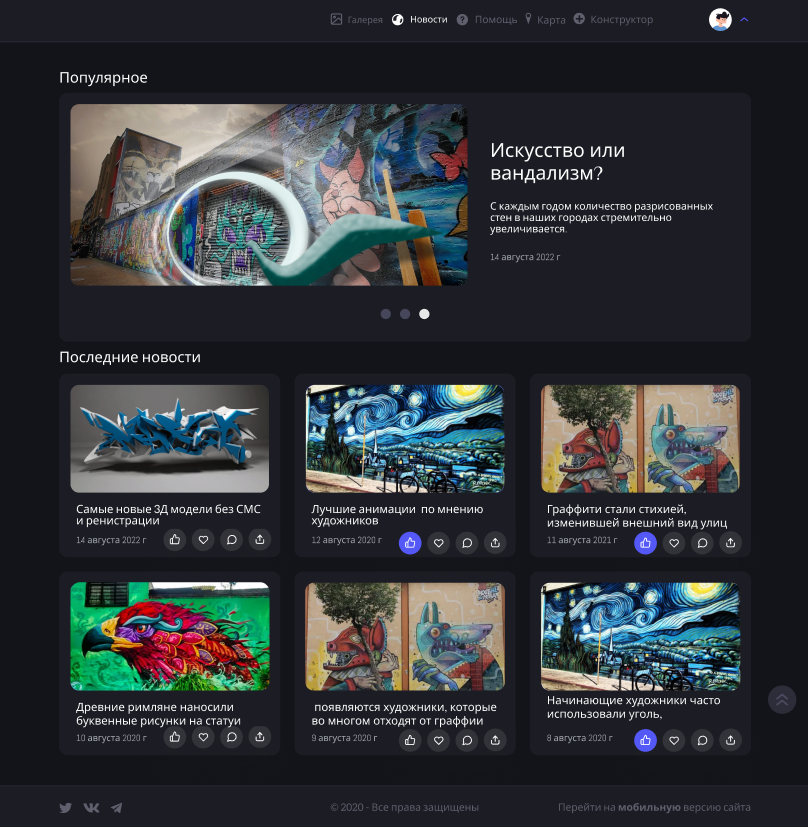 Галерея Новости Помощь Карта Конструктор
Популярное
Искусство или
вандализм?
С каждым годом количество разрисованных
стен в наших городах стремительно
увеличивается.
14 августа 2022 г
Последние новости
Самые новые 3Д модели без СМС
и ренистрации
14 августа 2022 г
Лучшие анимации по мнению
художников
12 августа 2020 г
Граффити стали стихией,
изменившей внешний вид улиц
11 августа 2021 г
Древние римляне наносили
буквенные рисунки на статуи
10 августа 2020 г
появляются художники, которые
во многом отходят от граффии
9 августа 2020 г
Начинающие художники часто
использовали уголь,
8 августа 2020 г
© 2020 - Все права защищены
Перейти на мобильную версию сайта